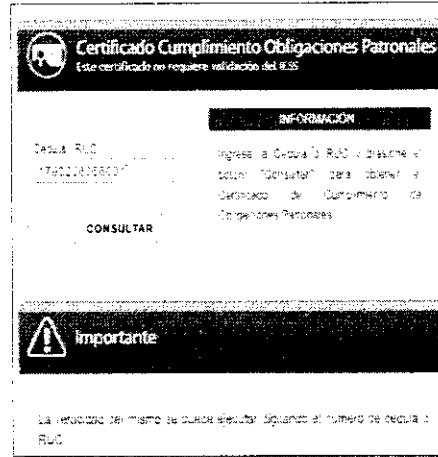 Certificado Cumplimiento Obligaciones Patronales
Este certificado no requiere validación del IESS
INFORMACIÓN
Cédula RUC
Ingrese la Cédula o RUC y presione el
botón "Consultar" para obtener el
Certificado de Cumplimiento de
Obligaciones Patronales
CONSULTAR
Importante
La veracidad del mismo se puede ejecutar digitando el número de cédula o
RUC